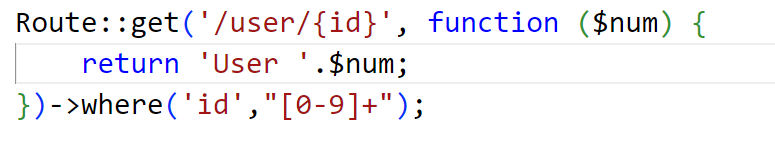 Route::get('/user/{id}', function ($num) {
    return 'User '.$num;
})->where('id',"[0-9]+");